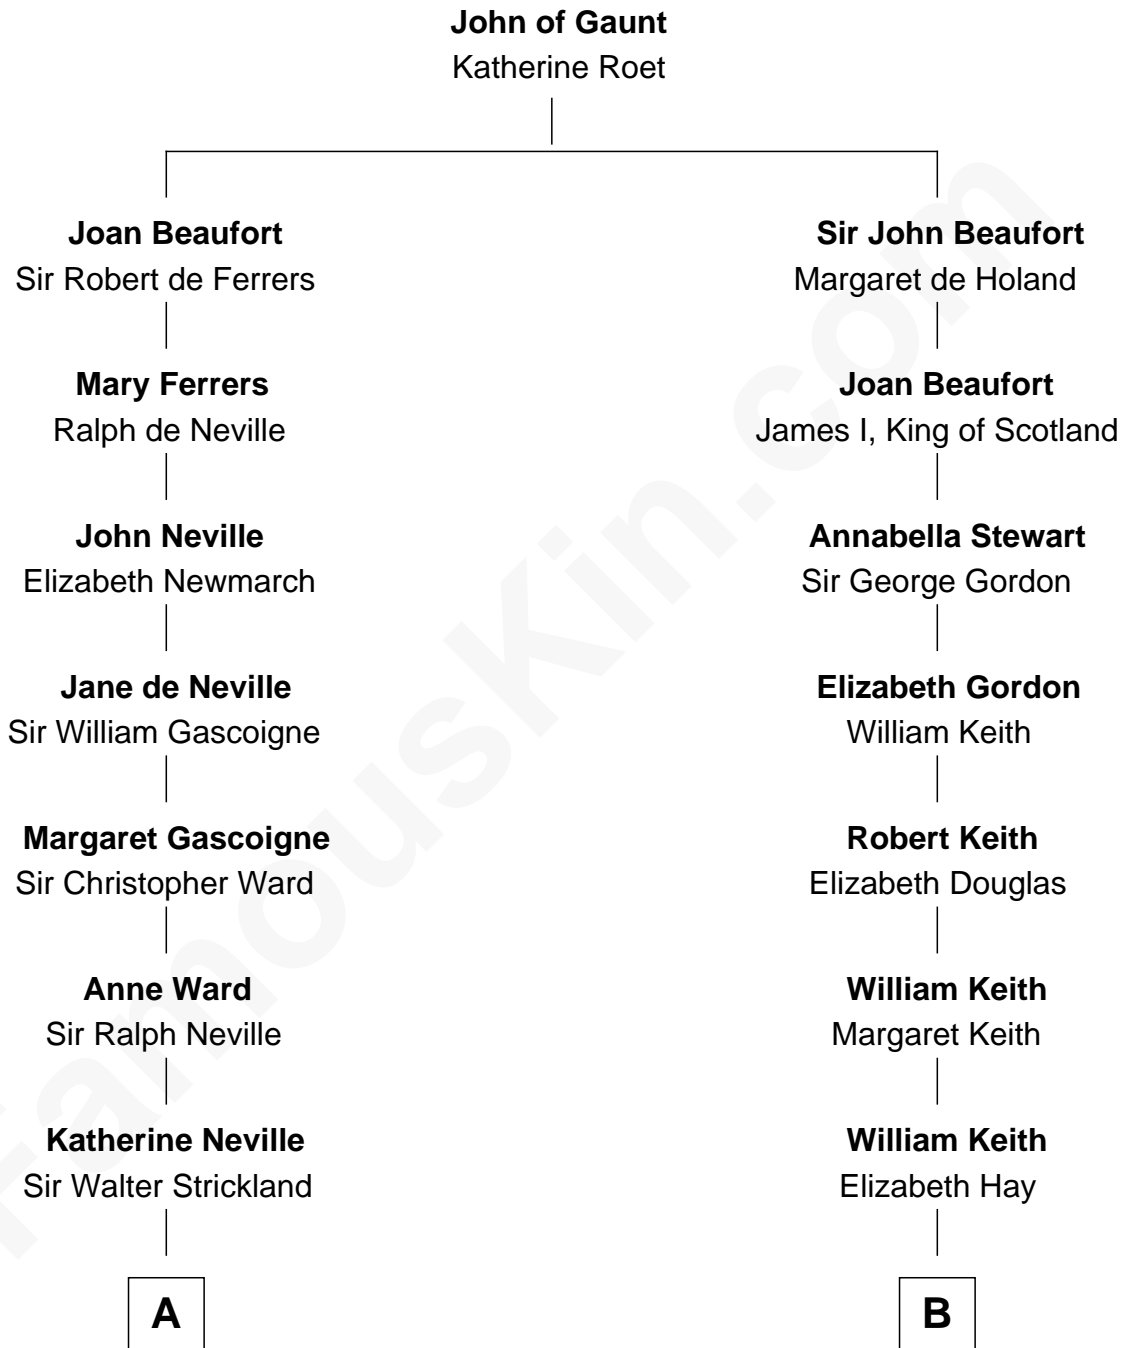 John of Gaunt
Katherine Roet
Joan Beaufort
Sir Robert de Ferrers
Sir John Beaufort
Margaret de Holand
Mary Ferrers
Ralph de Neville
Joan Beaufort
James I, King of Scotland
John Neville
Elizabeth Newmarch
Annabella Stewart
Sir George Gordon
Jane de Neville
Sir William Gascoigne
Elizabeth Gordon
William Keith
Margaret Gascoigne
Sir Christopher Ward
Robert Keith
Elizabeth Douglas
Anne Ward
Sir Ralph Neville
William Keith
Margaret Keith
Katherine Neville
Sir Walter Strickland
William Keith
Elizabeth Hay
A
B
FamousKin.com